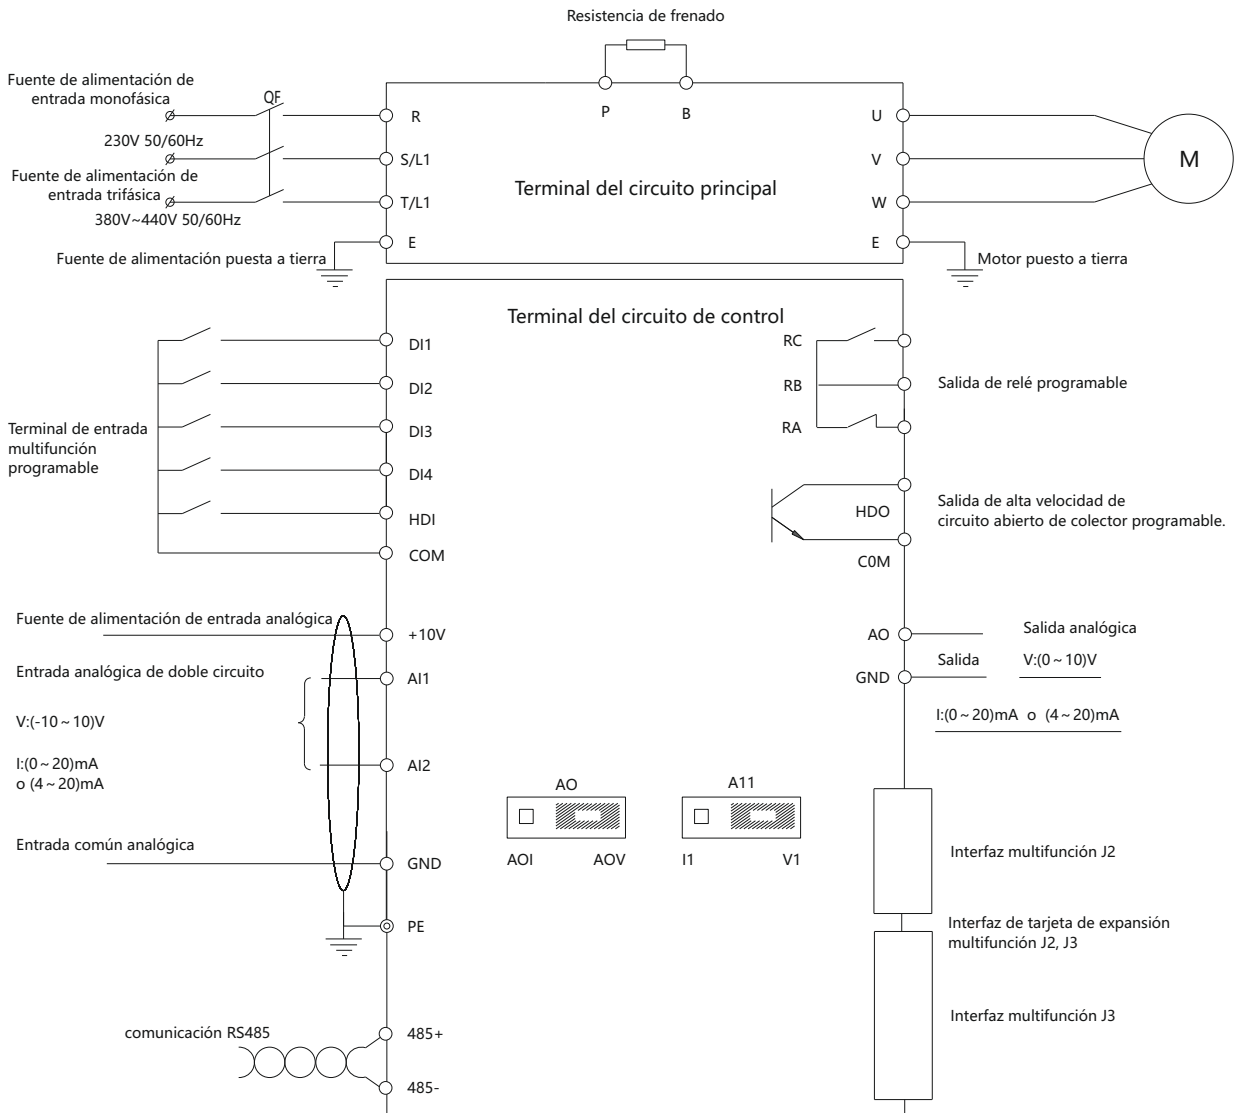 Resistencia de frenado
Fuente de alimentación de
entrada monofásica
QF
R
P
B
U
230V 50/60Hz
S/L1
V
M
Fuente de alimentación de
entrada trifásica
Terminal del circuito principal
T/L1
W
380V~440V 50/60Hz
E
E
Fuente de alimentación puesta a tierra
Motor puesto a tierra
Terminal del circuito de control
DI1
RC
DI2
RB
Salida de relé programable
Terminal de entrada
multifunción
programable
DI3
RA
DI4
HDI
HDO
Salida de alta velocidad de
circuito abierto de colector programable.
COM
C0M
Fuente de alimentación de entrada analógica
+10V
AO
Salida analógica
Entrada analógica de doble circuito
AI1
GND
Salida
V:(0~10)V
V:(-10~10)V
I:(0~20)mA o (4~20)mA
I:(0~20)mA
o (4~20)mA
AI2
AO
A11
AOI
AOV
I1
V1
Entrada común analógica
GND
Interfaz multifunción J2
PE
Interfaz de tarjeta de expansión
multifunción J2, J3
Interfaz multifunción J3
comunicación RS485
485+
485-